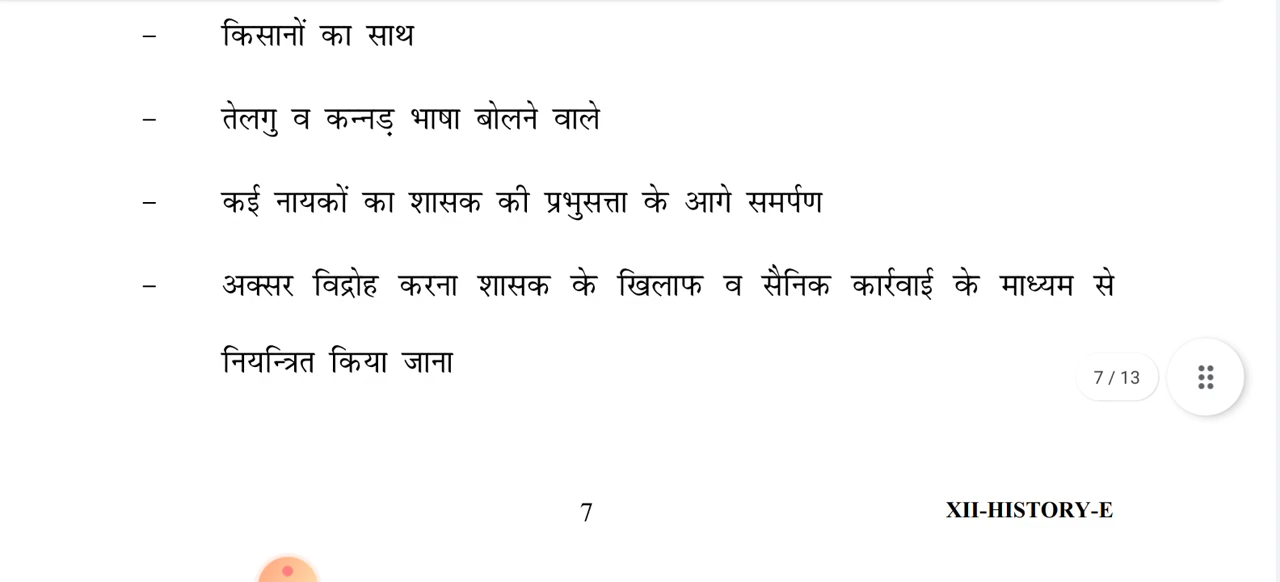 – किसानों का साथ
– तेलगु व कन्नड़ भाषा बोलने वाले
– कई नायकों का शासक की प्रभुसत्ता के आगे समर्पण
– अक्सर विद्रोह करना शासक के खिलाफ व सैनिक कार्रवाई के माध्यम से
नियन्त्रित किया जाना
7 / 13
7 XII-HISTORY-E